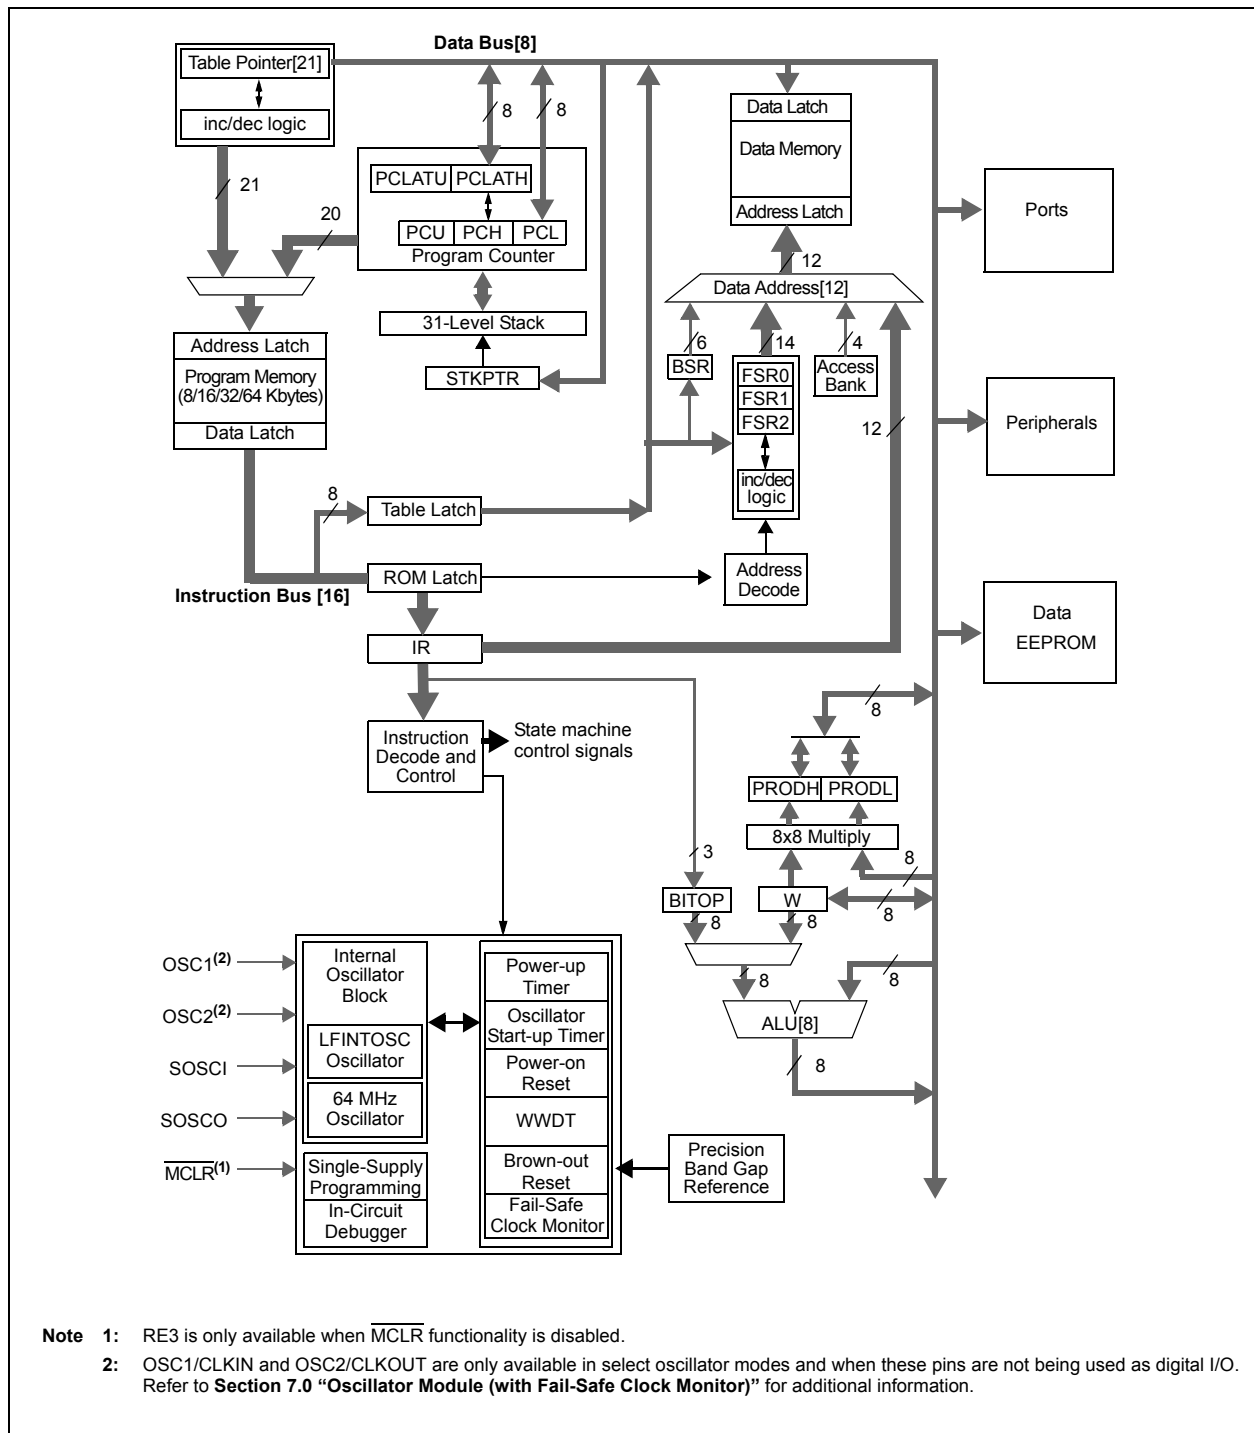 Data Bus[8]
Table Pointer[21]
inc/dec logic
21
20
8
8
PCLATU
PCLATH
PCU
PCH
PCL
Program Counter
31-Level Stack
STKPTR
Address Latch
Program Memory
(8/16/32/64 Kbytes)
Data Latch
8
Table Latch
ROM Latch
Instruction Bus [16]
IR
Instruction
Decode and
Control
State machine
control signals
Data Latch
Data Memory
Address Latch
12
Data Address[12]
6
14
4
BSR
FSR0
FSR1
FSR2
inc/dec
logic
Access
Bank
12
Address
Decode
Ports
Peripherals
Data
EEPROM
8
PRODH
PRODL
8x8 Multiply
8
3
BITOP
W
8
8
8
8
8
ALU[8]
8
OSC1(2)
OSC2(2)
SOSCI
SOSCO
MCLR(1)
Internal
Oscillator
Block
LFINTOSC
Oscillator
64 MHz
Oscillator
Single-Supply
Programming
In-Circuit
Debugger
Power-up
Timer
Oscillator
Start-up Timer
Power-on
Reset
WWDT
Brown-out
Reset
Fail-Safe
Clock Monitor
Precision
Band Gap
Reference
Note 1: RE3 is only available when MCLR functionality is disabled.
2: OSC1/CLKIN and OSC2/CLKOUT are only available in select oscillator modes and when these pins are not being used as digital I/O.
Refer to Section 7.0 “Oscillator Module (with Fail-Safe Clock Monitor)” for additional information.